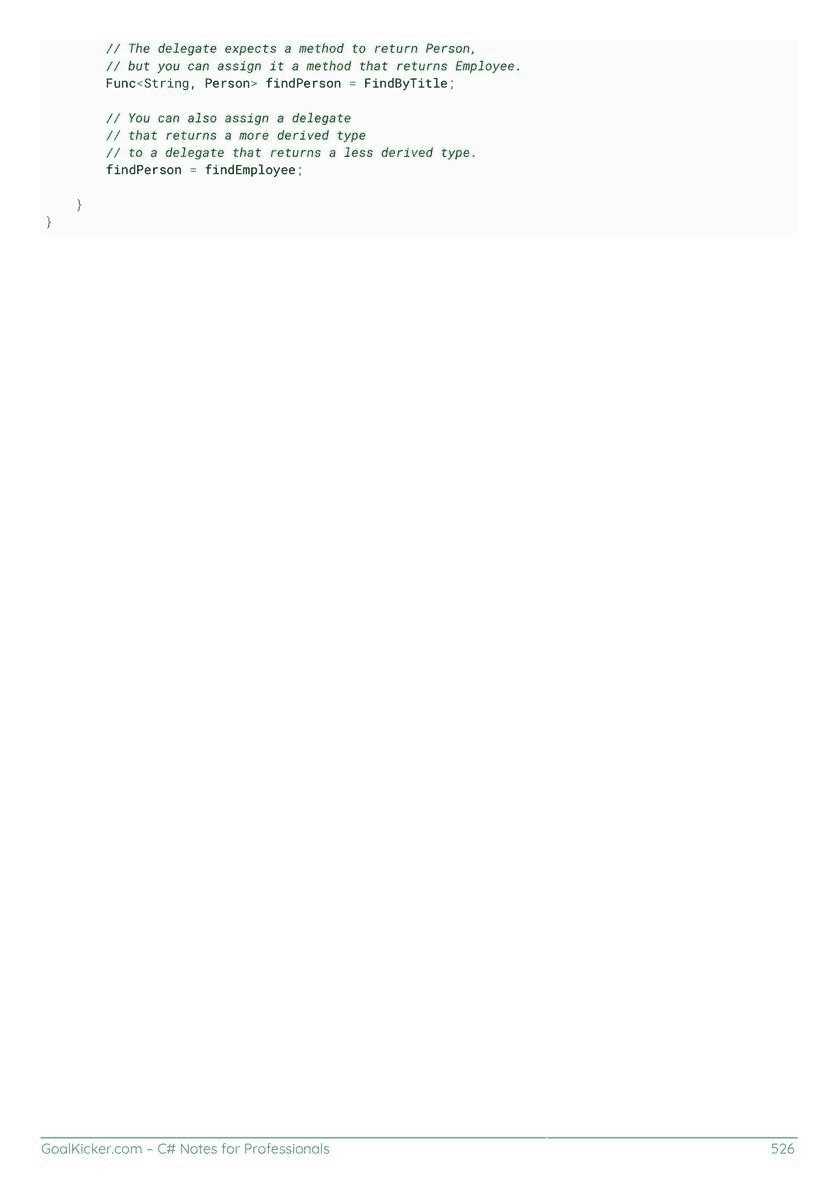 // The delegate expects a method to return Person,
// but you can assign it a method that returns Employee.
Func<String, Person> findPerson = FindByTitle;
// You can also assign a delegate
// that returns a more derived type
// to a delegate that returns a less derived type.
findPerson = findEmployee;
}
}
GoalKicker.com – C# Notes for Professionals 526